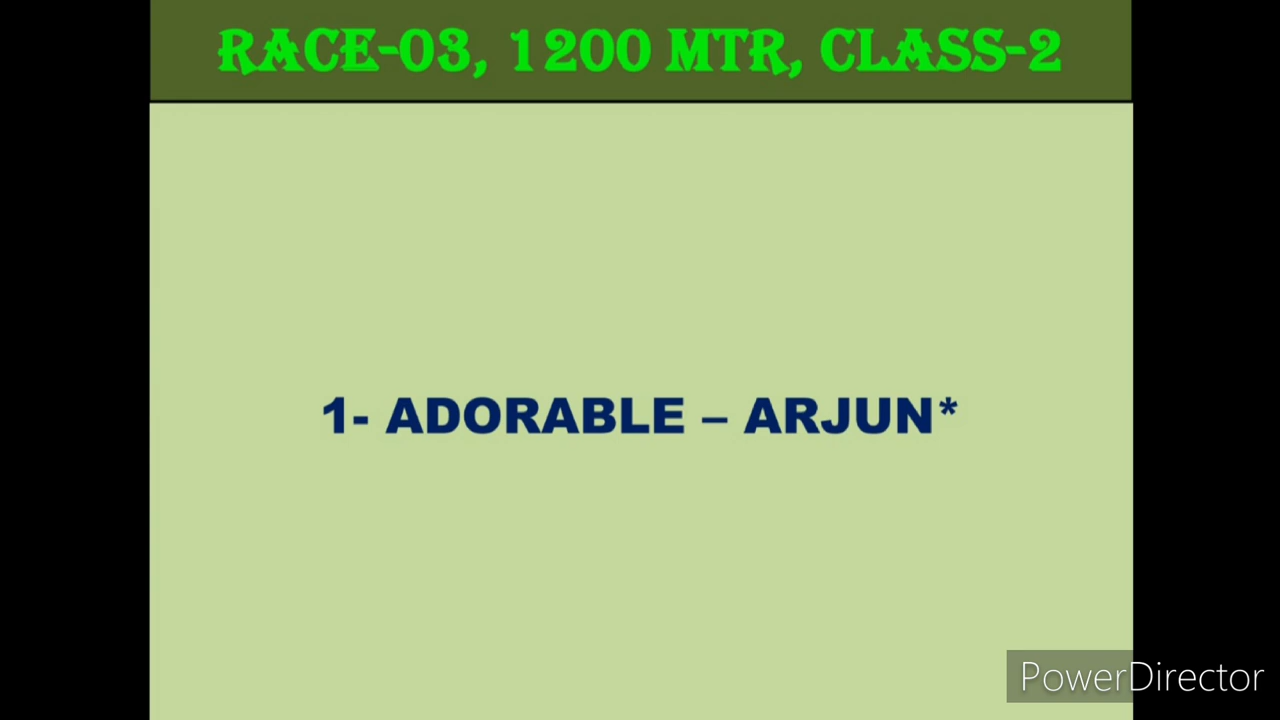 RACE-03, 1200 MTR, CLASS-2
1- ADORABLE – ARJUN*
PowerDirector